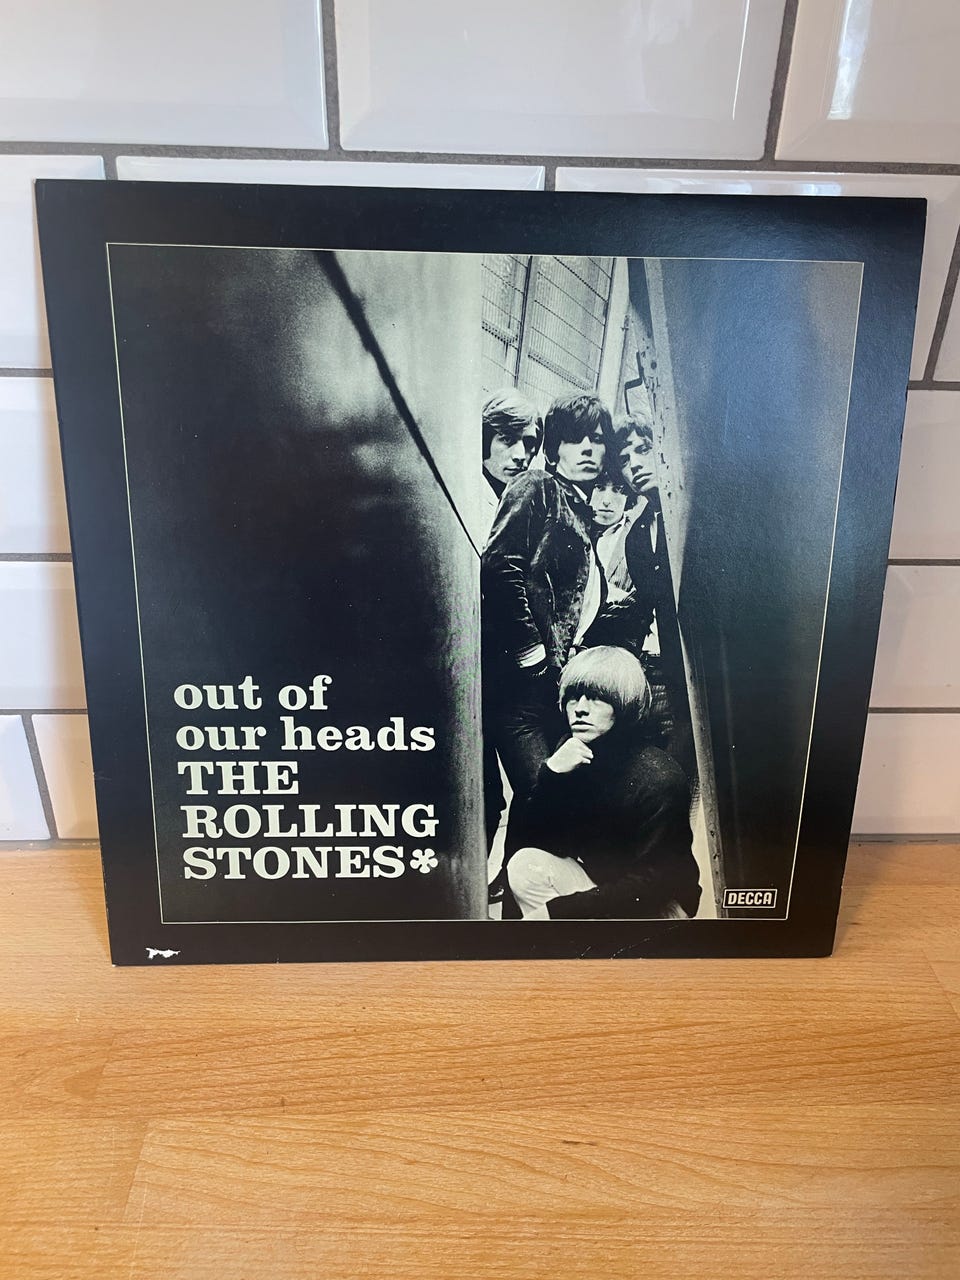 out of
our heads
THE
ROLLING
STONES*
DECCA